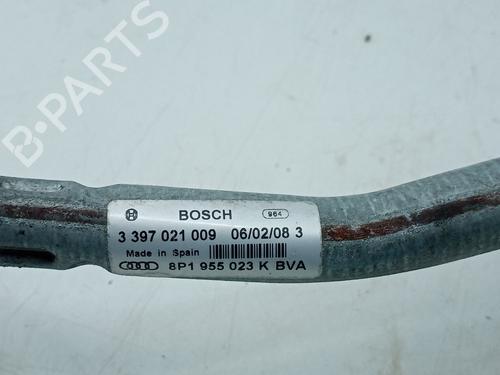 B-PARTS
BOSCH 964
3 397 021 009 06/02/08 3
Made in Spain
8P1 955 023 K BVA